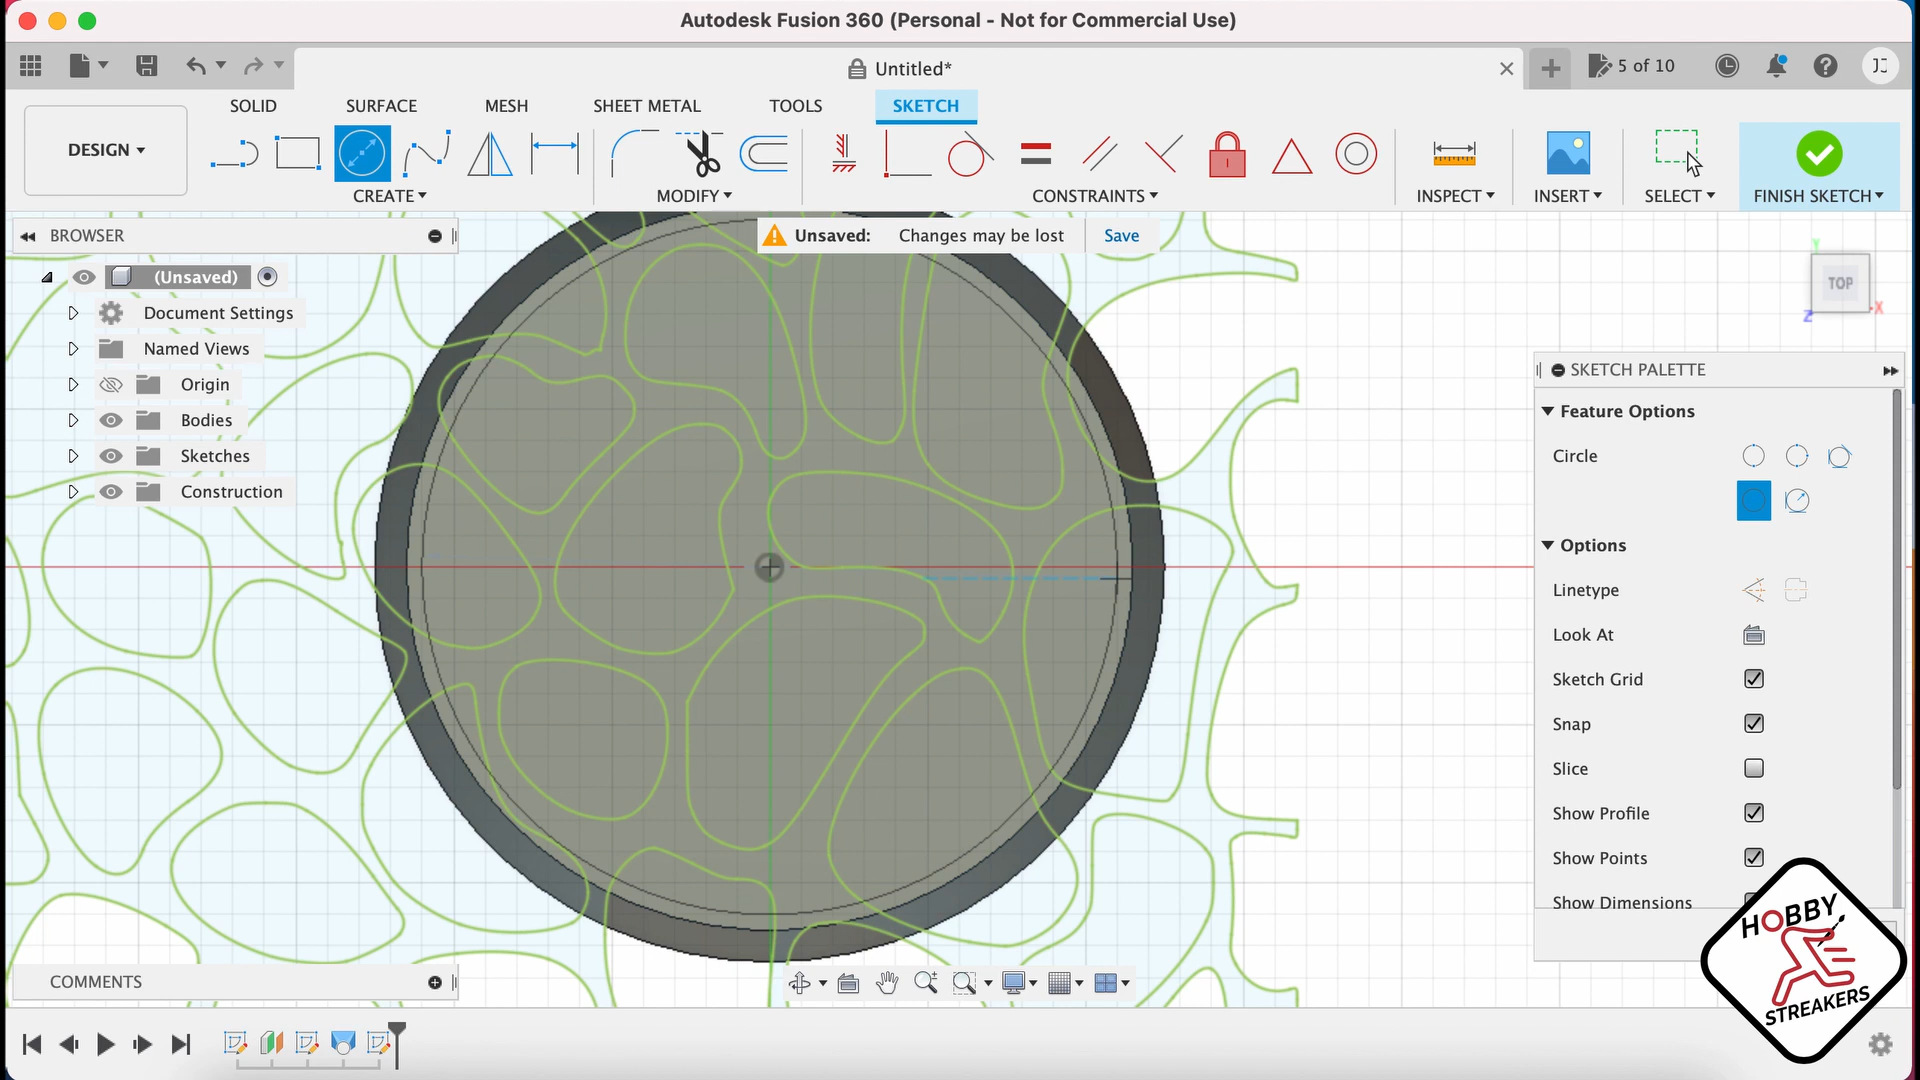 Autodesk Fusion 360 (Personal - Not for Commercial Use)
Untitled*
5 of 10
JC
SOLID
SURFACE
MESH
SHEET METAL
TOOLS
SKETCH
DESIGN
CREATE
MODIFY
CONSTRAINTS
INSPECT
INSERT
SELECT
FINISH SKETCH
BROWSER
Unsaved: Changes may be lost
Save
(Unsaved)
Document Settings
Named Views
Origin
Bodies
Sketches
Construction
Y
TOP
Z
X
SKETCH PALETTE
Feature Options
Circle
Options
Linetype
Look At
Sketch Grid
Snap
Slice
Show Profile
Show Points
Show Dimensions
COMMENTS
HOBBY
STREAKERS